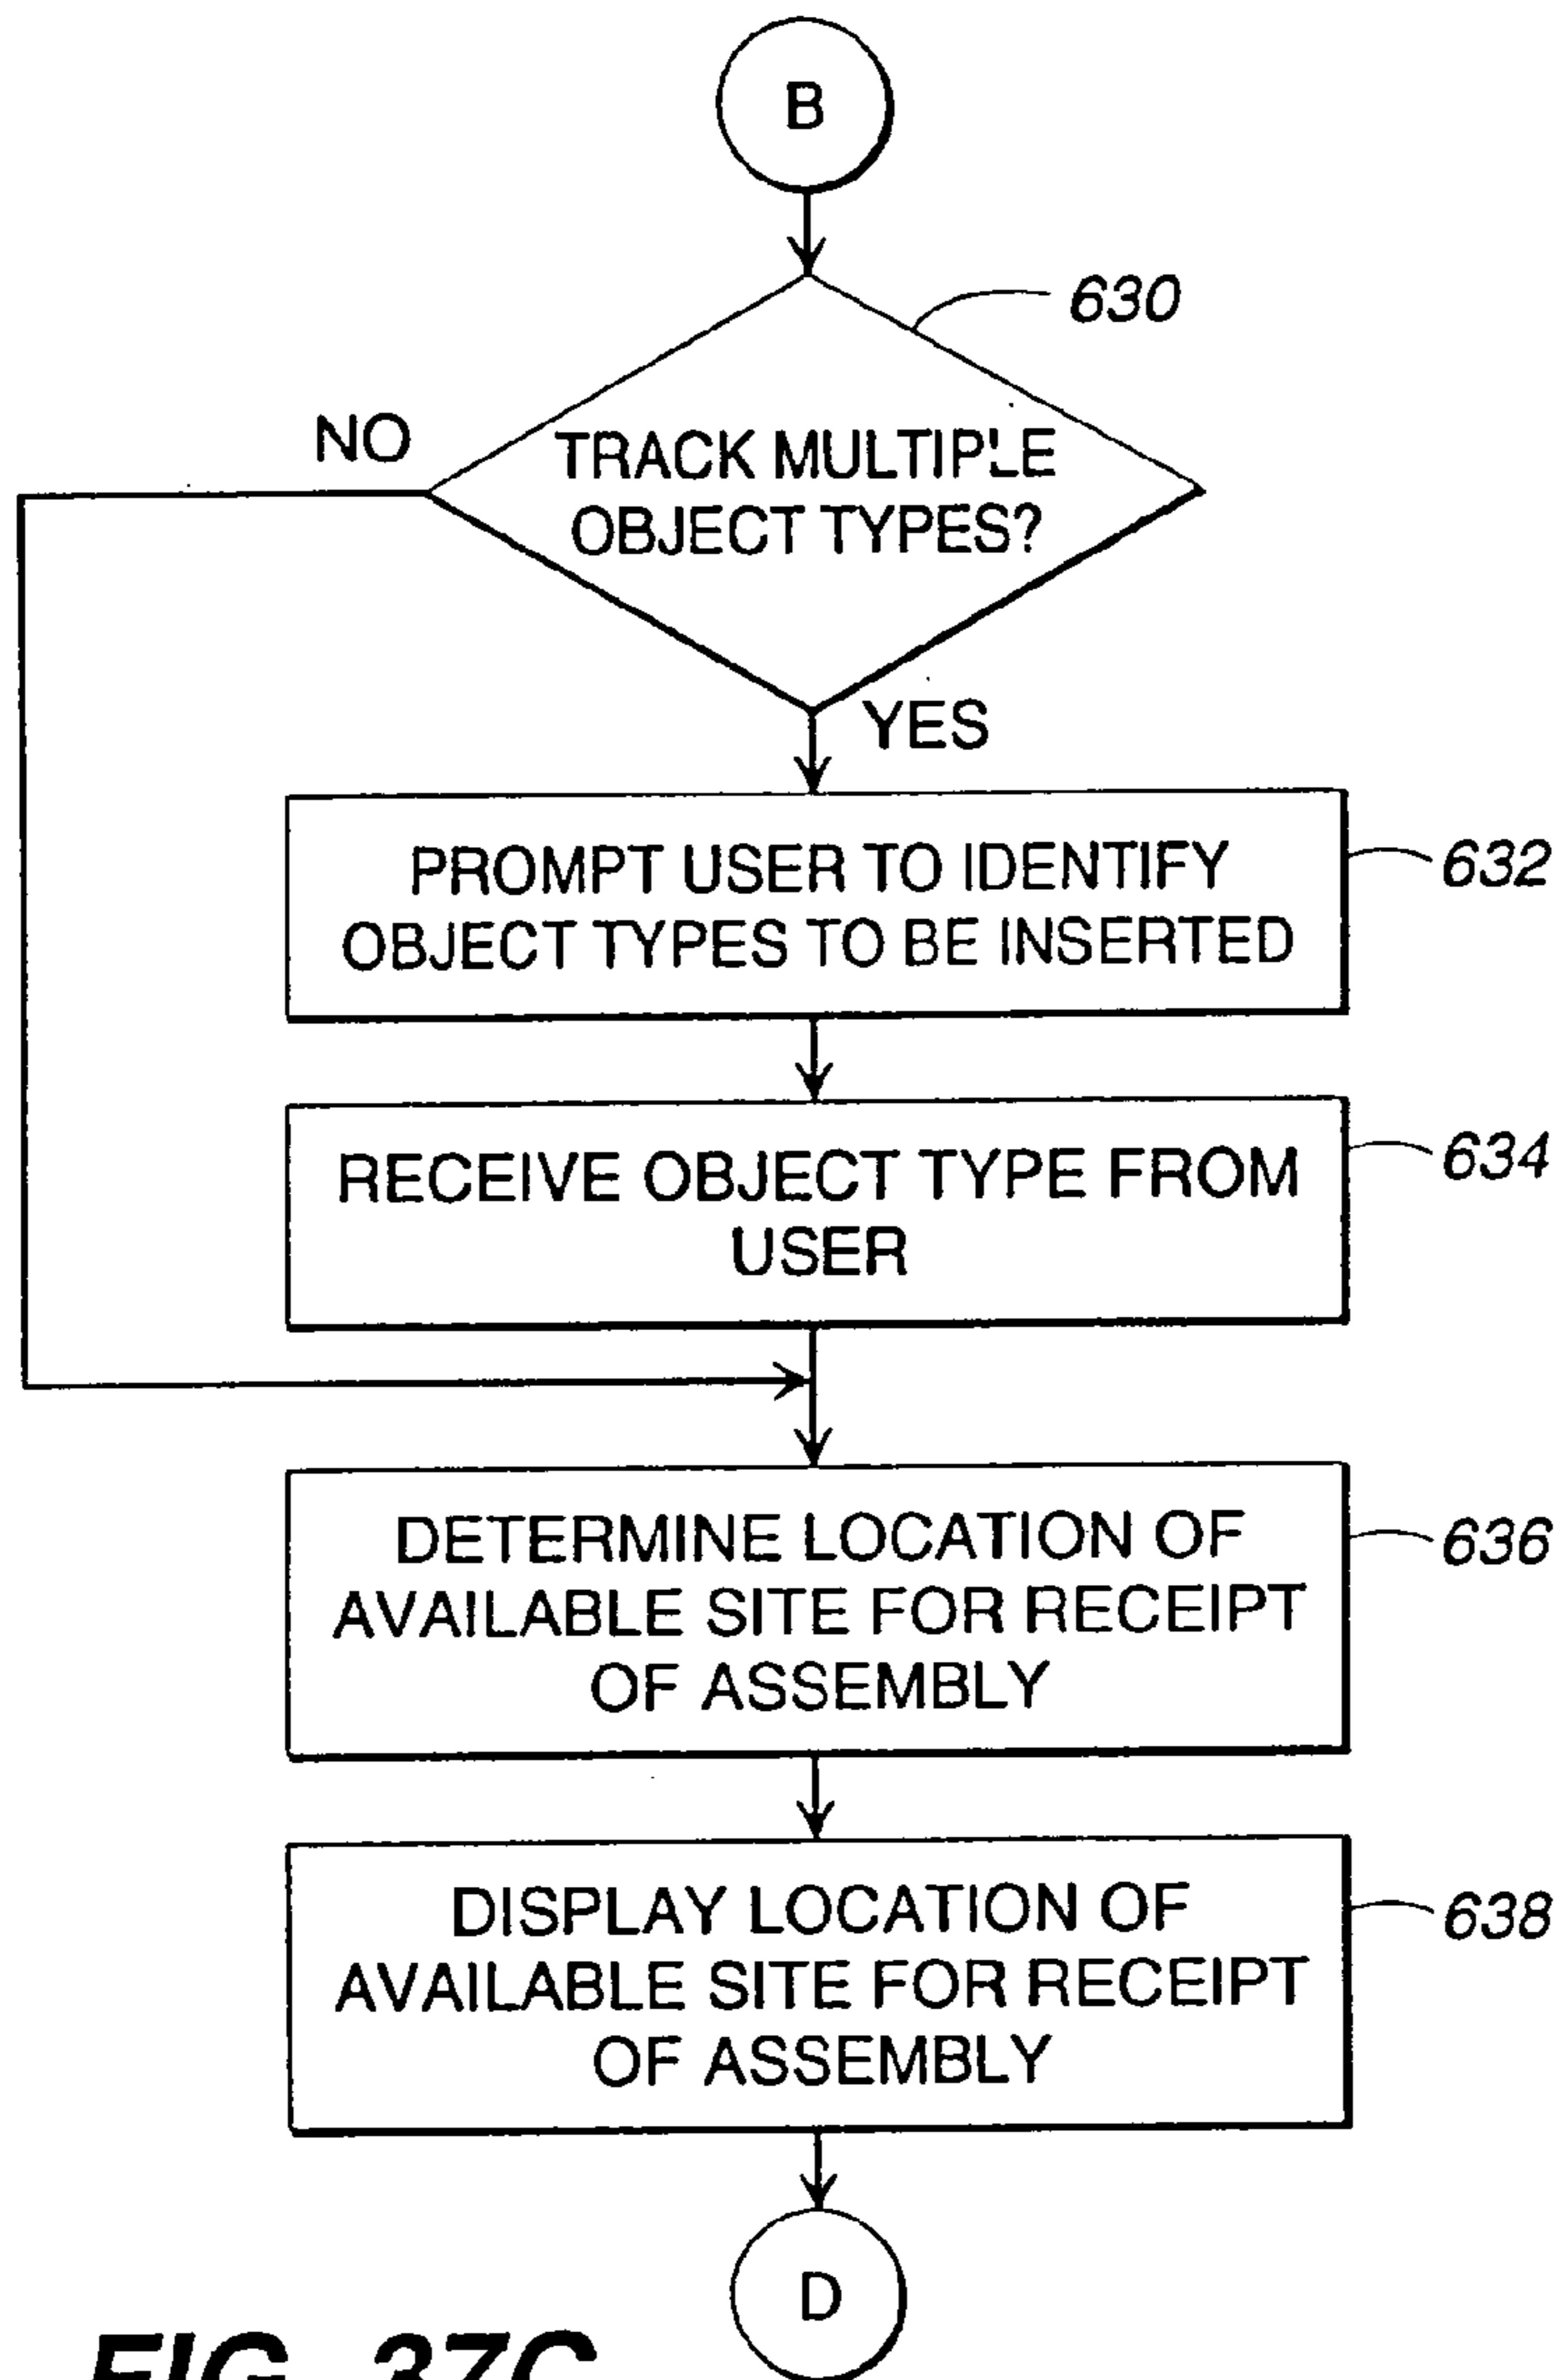 B
630
NO
TRACK MULTIPLE
OBJECT TYPES?
YES
PROMPT USER TO IDENTIFY
OBJECT TYPES TO BE INSERTED
632
RECEIVE OBJECT TYPE FROM
USER
634
DETERMINE LOCATION OF
AVAILABLE SITE FOR RECEIPT
OF ASSEMBLY
636
DISPLAY LOCATION OF
AVAILABLE SITE FOR RECEIPT
OF ASSEMBLY
638
D
FIG. 37C